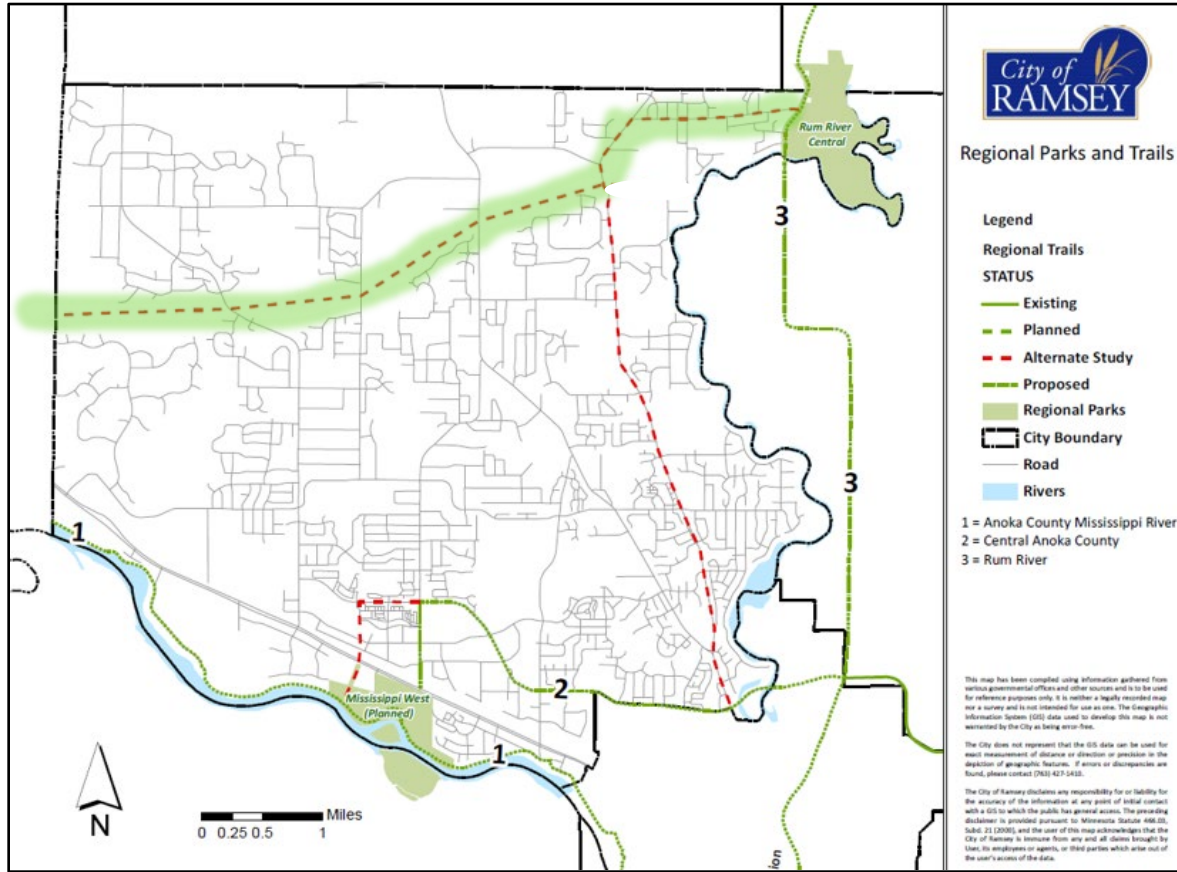 City of
RAMSEY
Regional Parks and Trails
Legend
Regional Trails
STATUS
Existing
Planned
Alternate Study
Proposed
Regional Parks
City Boundary
Road
Rivers
1 = Anoka County Mississippi River
2 = Central Anoka County
3 = Rum River
This map has been compiled using information gathered from
various governmental offices and other sources and is to be used
for reference purposes only. It is neither a legally recorded map
nor a survey and is not intended for use as one. The Geographic
Information System (GIS) data used to develop this map is not
warranted by the City as being error-free.
The City does not represent that the GIS data can be used for
exact measurement of distance or direction or precision in the
depiction of geographic features. If errors or discrepancies are
found, please contact (763) 427-1410.
The City of Ramsey disclaims any responsibility for or liability for
the accuracy of the information at any point of initial contact
with a GIS to which the public has general access. The preceding
disclaimer is provided pursuant to Minnesota Statute 466.03,
Subd. 21 (2000), and the user of this map acknowledges that the
City of Ramsey is immune from any and all claims brought by
User, its employees or agents, or third parties which arise out of
the user's access of the data.
Rum River
Central
3
3
1
2
Mississippi West
(Planned)
1
N
0 0.25 0.5 1 Miles
ion